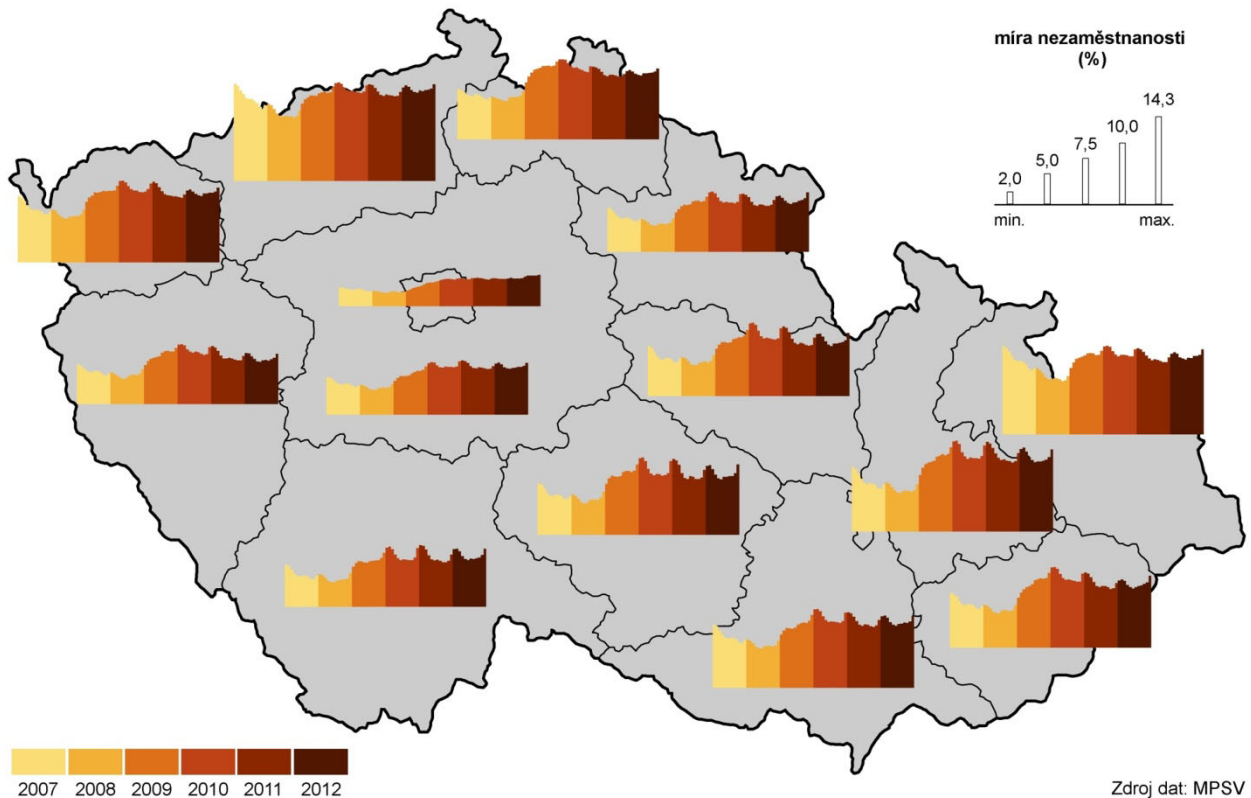 míra nezaměstnanosti
(%)
14,3
10,0
7,5
5,0
2,0
min.
max.
2007 2008 2009 2010 2011 2012
Zdroj dat: MPSV